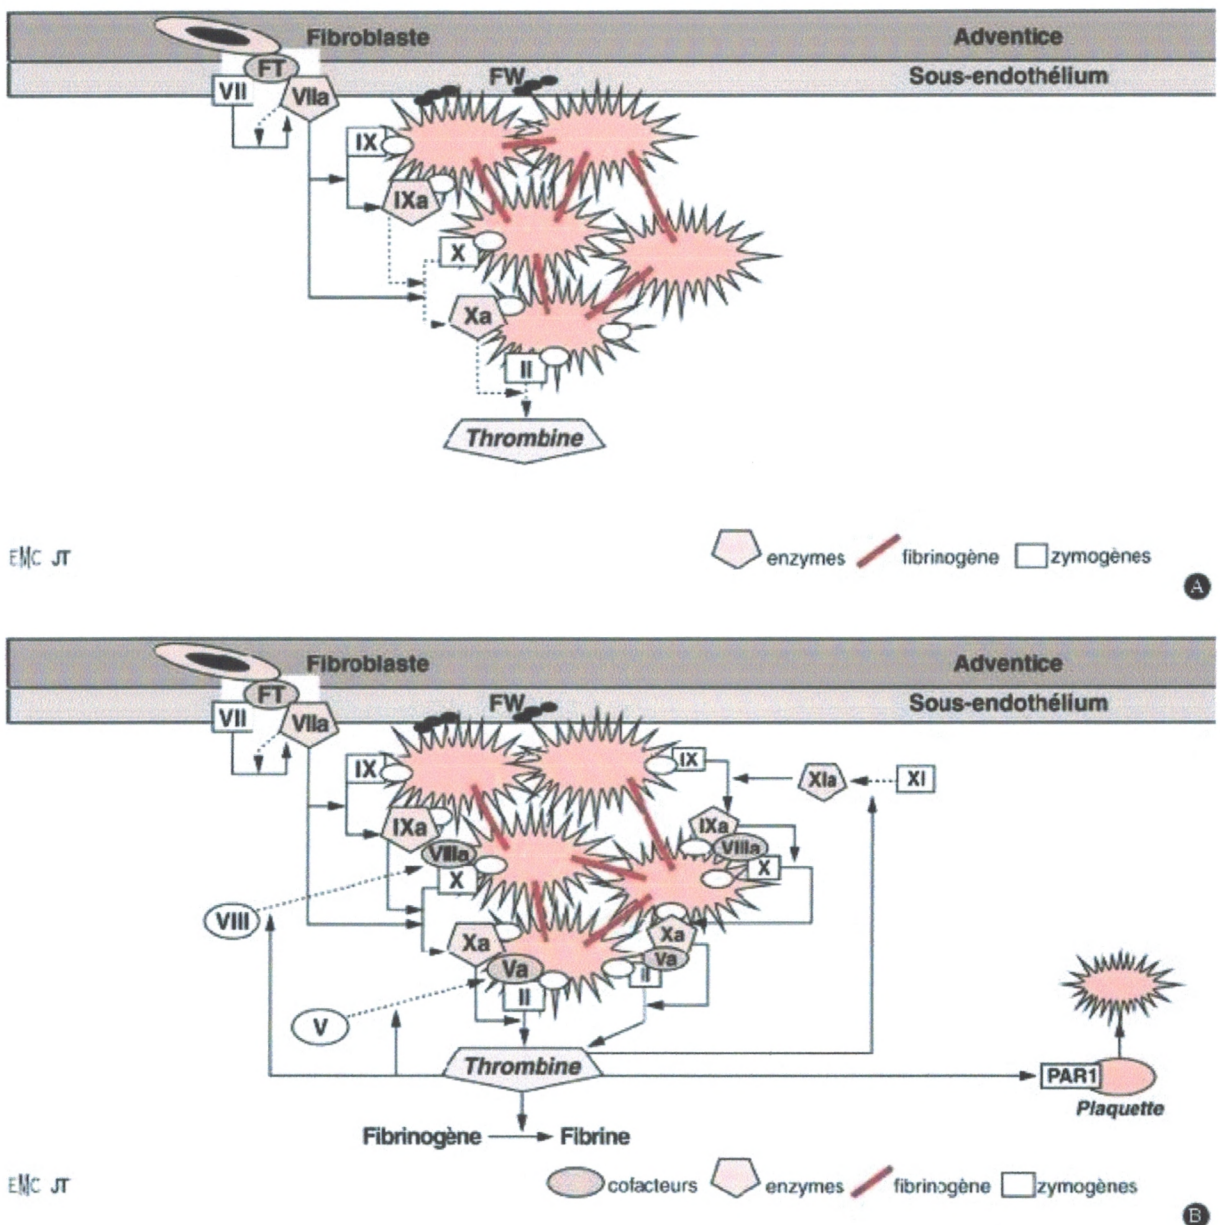 Fibroblaste Adventice
FT FW Sous-endothélium
VII VIIa
IX
IXa
X
Xa
II
Thrombine
EMC JT enzymes fibrinogène zymogènes
A
Fibroblaste Adventice
FT FW Sous-endothélium
VII VIIa
IX IX XIa XI
IXa IXa
VIIIa VIIIa
X X
VIII
Xa Xa
Va Va
II II
V
Thrombine PAR1
Plaquette
Fibrinogène Fibrine
EMC JT cofacteurs enzymes fibrinogène zymogènes
B